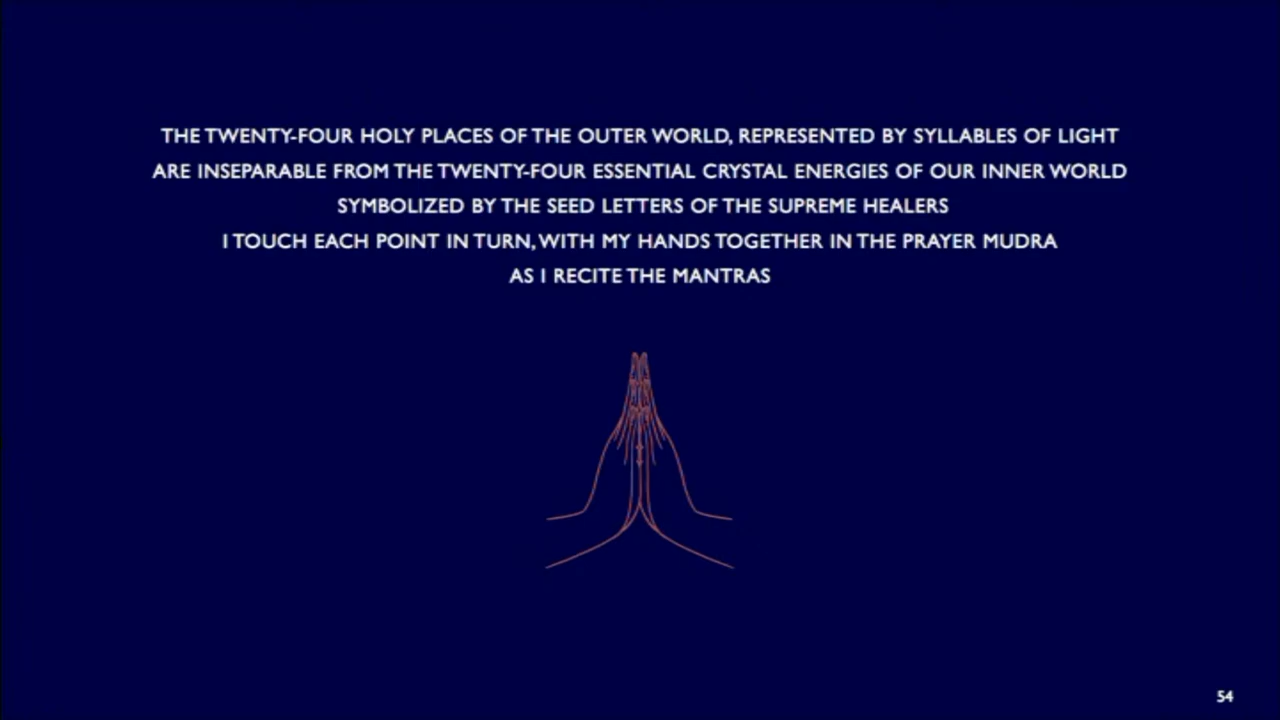 THE TWENTY-FOUR HOLY PLACES OF THE OUTER WORLD, REPRESENTED BY SYLLABLES OF LIGHT
ARE INSEPARABLE FROM THE TWENTY-FOUR ESSENTIAL CRYSTAL ENERGIES OF OUR INNER WORLD
SYMBOLIZED BY THE SEED LETTERS OF THE SUPREME HEALERS
I TOUCH EACH POINT IN TURN, WITH MY HANDS TOGETHER IN THE PRAYER MUDRA
AS I RECITE THE MANTRAS
54